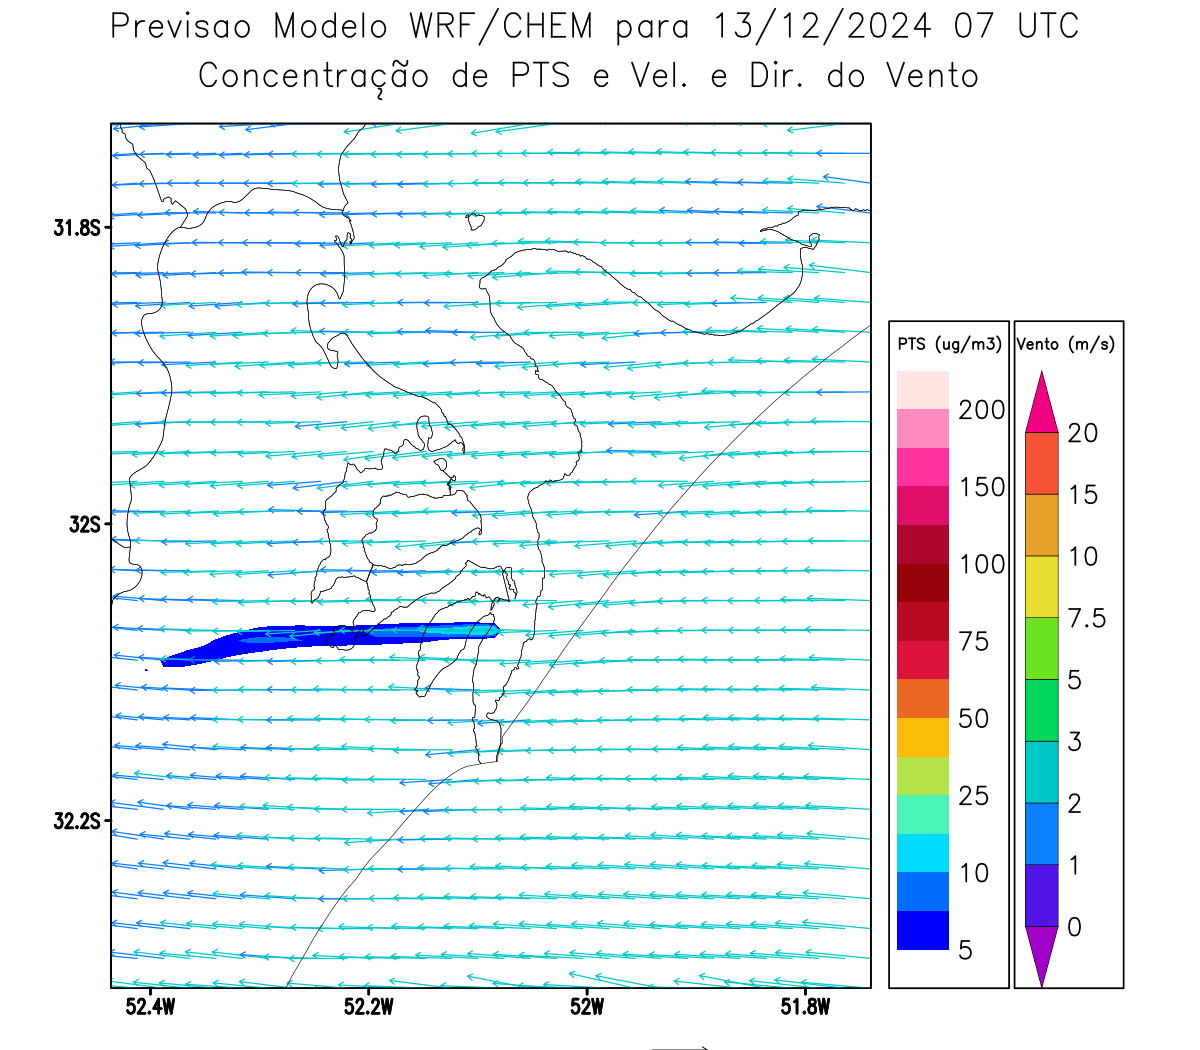 Previsao Modelo WRF/CHEM para 13/12/2024 07 UTC
Concentração de PTS e Vel. e Dir. do Vento
31.8S
32S
32.2S
52.4W
52.2W
52W
51.8W
PTS (ug/m3)
200
150
100
75
50
25
10
5
Vento (m/s)
20
15
10
7.5
5
3
2
1
0